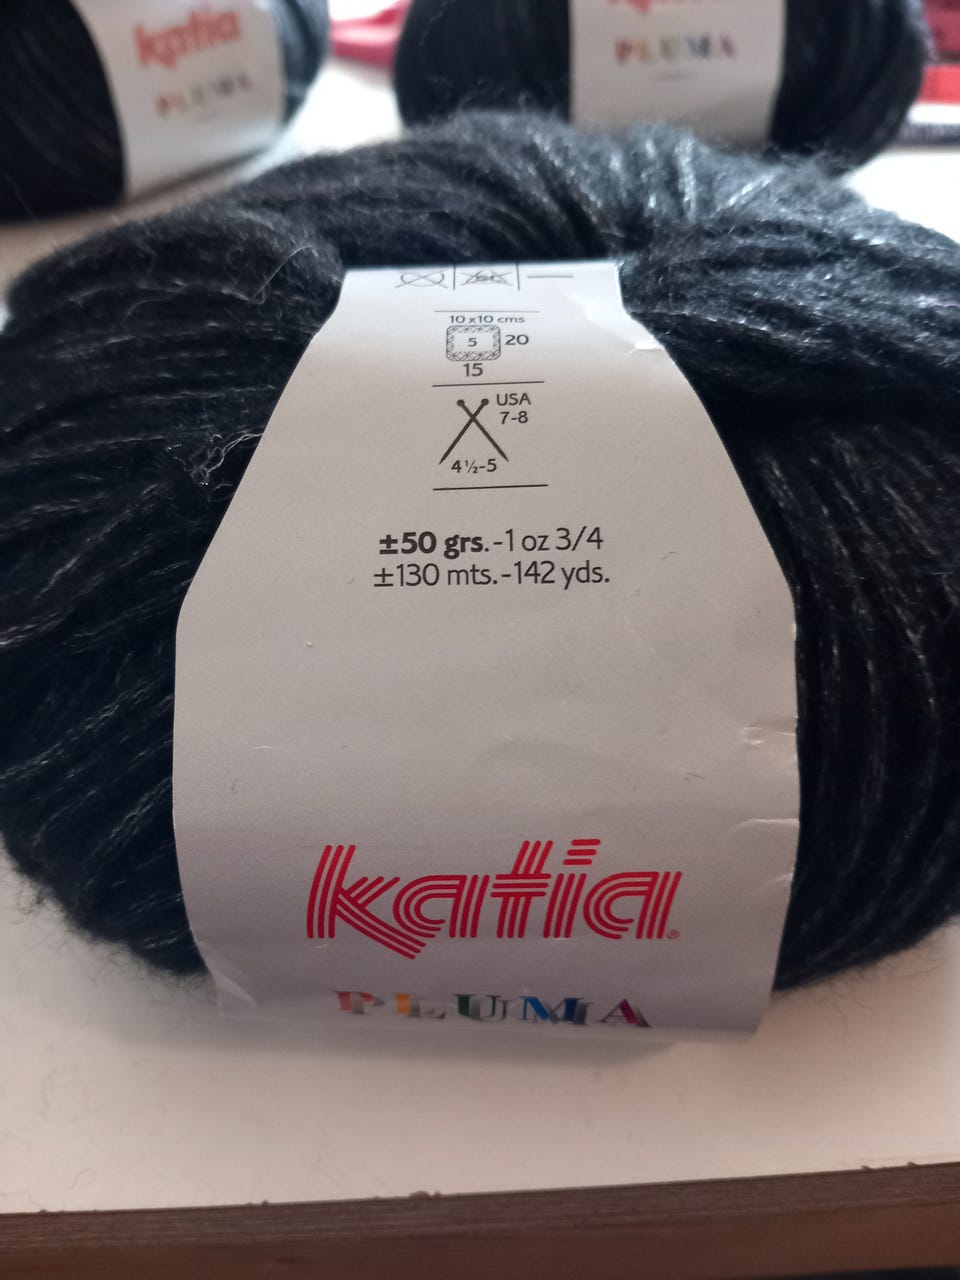 katia
PLUMA
PLUMA
10x10 cms
5 20
15
USA
7-8
4½-5
±50 grs.-1 oz 3/4
±130 mts.-142 yds.
katia®
PLUMA